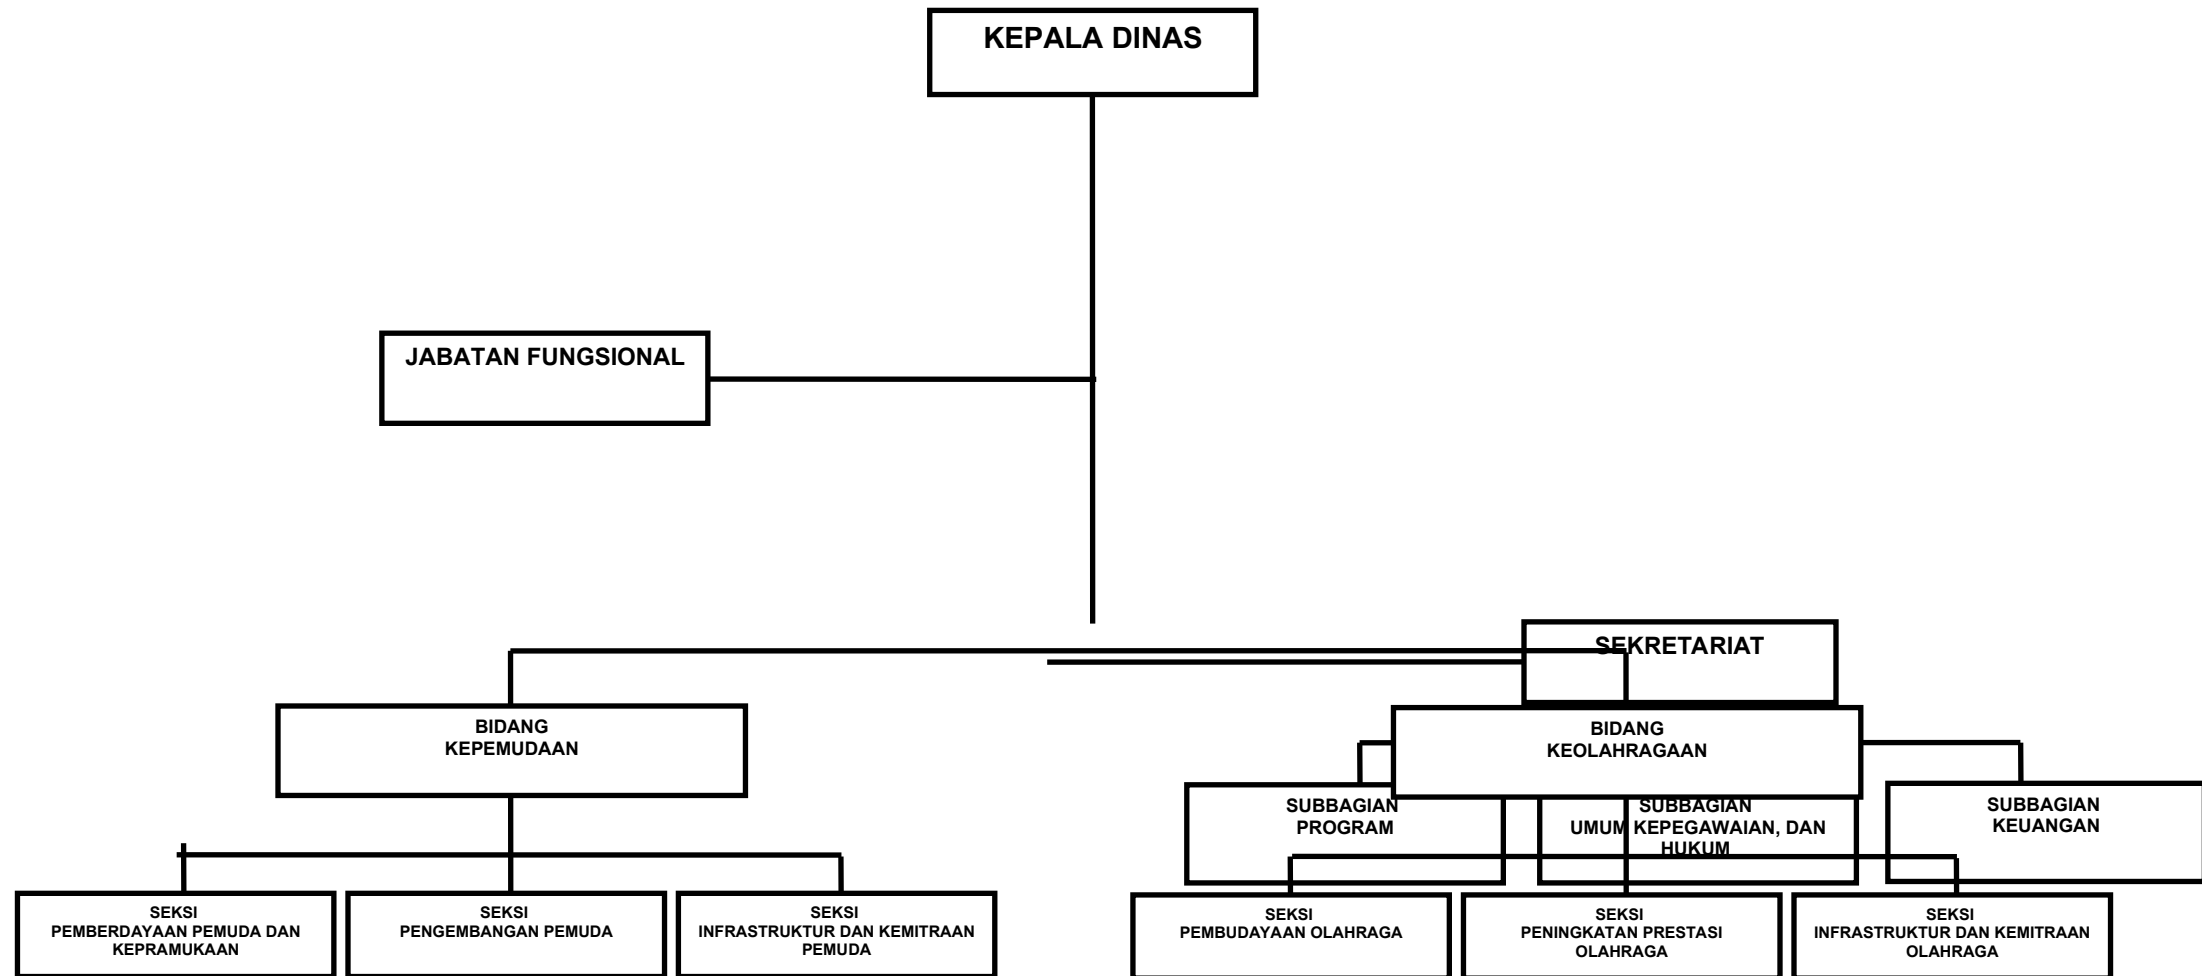 KEPALA DINAS
JABATAN FUNGSIONAL
SEKRETARIAT
BIDANG
KEPEMUDAAN
BIDANG
KEOLAHRAGAAN
SUBBAGIAN
PROGRAM
SUBBAGIAN
UMUM KEPEGAWAIAN, DAN
HUKUM
SUBBAGIAN
KEUANGAN
SEKSI
PEMBERDAYAAN PEMUDA DAN
KEPRAMUKAAN
SEKSI
PENGEMBANGAN PEMUDA
SEKSI
INFRASTRUKTUR DAN KEMITRAAN
PEMUDA
SEKSI
PEMBUDAYAAN OLAHRAGA
SEKSI
PENINGKATAN PRESTASI
OLAHRAGA
SEKSI
INFRASTRUKTUR DAN KEMITRAAN
OLAHRAGA